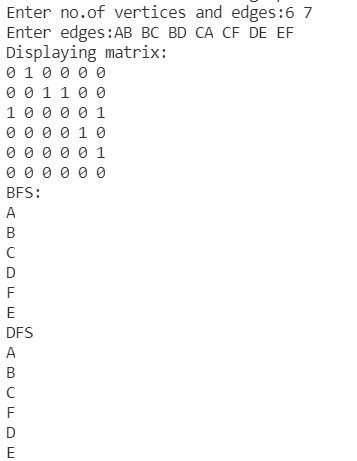 Enter no.of vertices and edges:6 7
Enter edges:AB BC BD CA CF DE EF
Displaying matrix:
0 1 0 0 0 0
0 0 1 1 0 0
1 0 0 0 0 1
0 0 0 0 1 0
0 0 0 0 0 1
0 0 0 0 0 0
BFS:
A
B
C
D
F
E
DFS
A
B
C
F
D
E